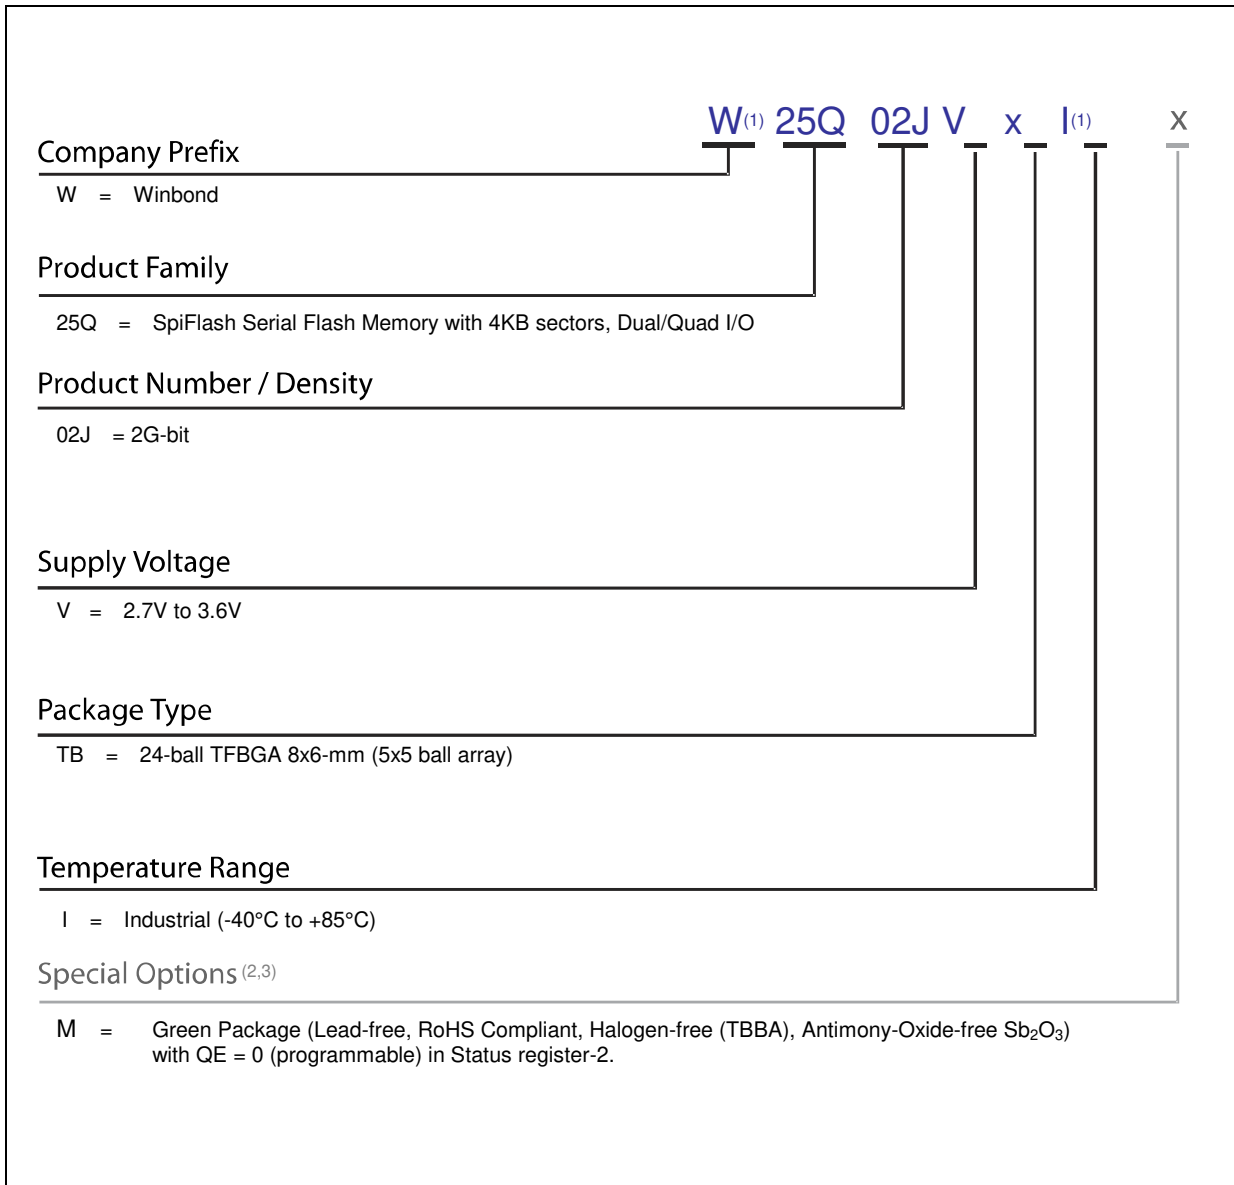 W(1) 25Q 02J V x I(1) x
Company Prefix
W = Winbond
Product Family
25Q = SpiFlash Serial Flash Memory with 4KB sectors, Dual/Quad I/O
Product Number / Density
02J = 2G-bit
Supply Voltage
V = 2.7V to 3.6V
Package Type
TB = 24-ball TFBGA 8x6-mm (5x5 ball array)
Temperature Range
I = Industrial (-40°C to +85°C)
Special Options (2,3)
M = Green Package (Lead-free, RoHS Compliant, Halogen-free (TBBA), Antimony-Oxide-free Sb₂O₃)
with QE = 0 (programmable) in Status register-2.